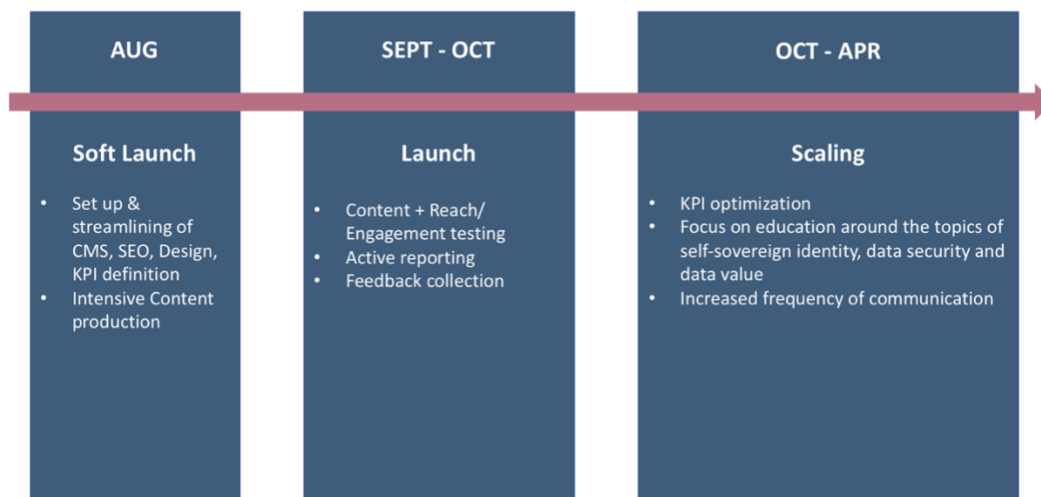 AUG
Soft Launch
• Set up &
streamlining of
CMS, SEO, Design,
KPI definition
• Intensive Content
production
SEPT - OCT
Launch
• Content + Reach/
Engagement testing
• Active reporting
• Feedback collection
OCT - APR
Scaling
• KPI optimization
• Focus on education around the topics of
self-sovereign identity, data security and
data value
• Increased frequency of communication